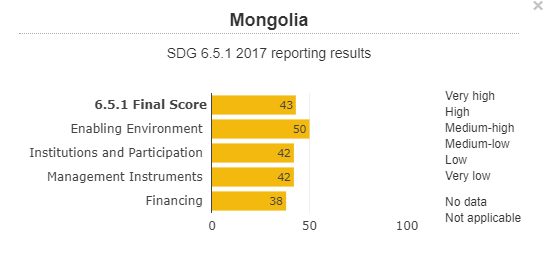 ×
Mongolia
SDG 6.5.1 2017 reporting results
6.5.1 Final Score 43
Enabling Environment 50
Institutions and Participation 42
Management Instruments 42
Financing 38
0 50 100
Very high
High
Medium-high
Medium-low
Low
Very low
No data
Not applicable